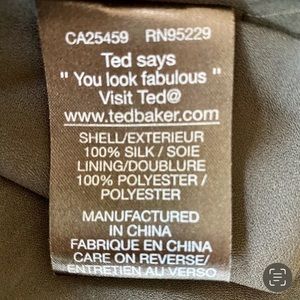 CA25459 RN95229
Ted says
" You look fabulous "
Visit Ted@
www.tedbaker.com
SHELL/EXTERIEUR
100% SILK / SOIE
LINING/DOUBLURE
100% POLYESTER /
POLYESTER
MANUFACTURED
IN CHINA
FABRIQUE EN CHINA
CARE ON REVERSE/
ENTRETIEN AU VERSO